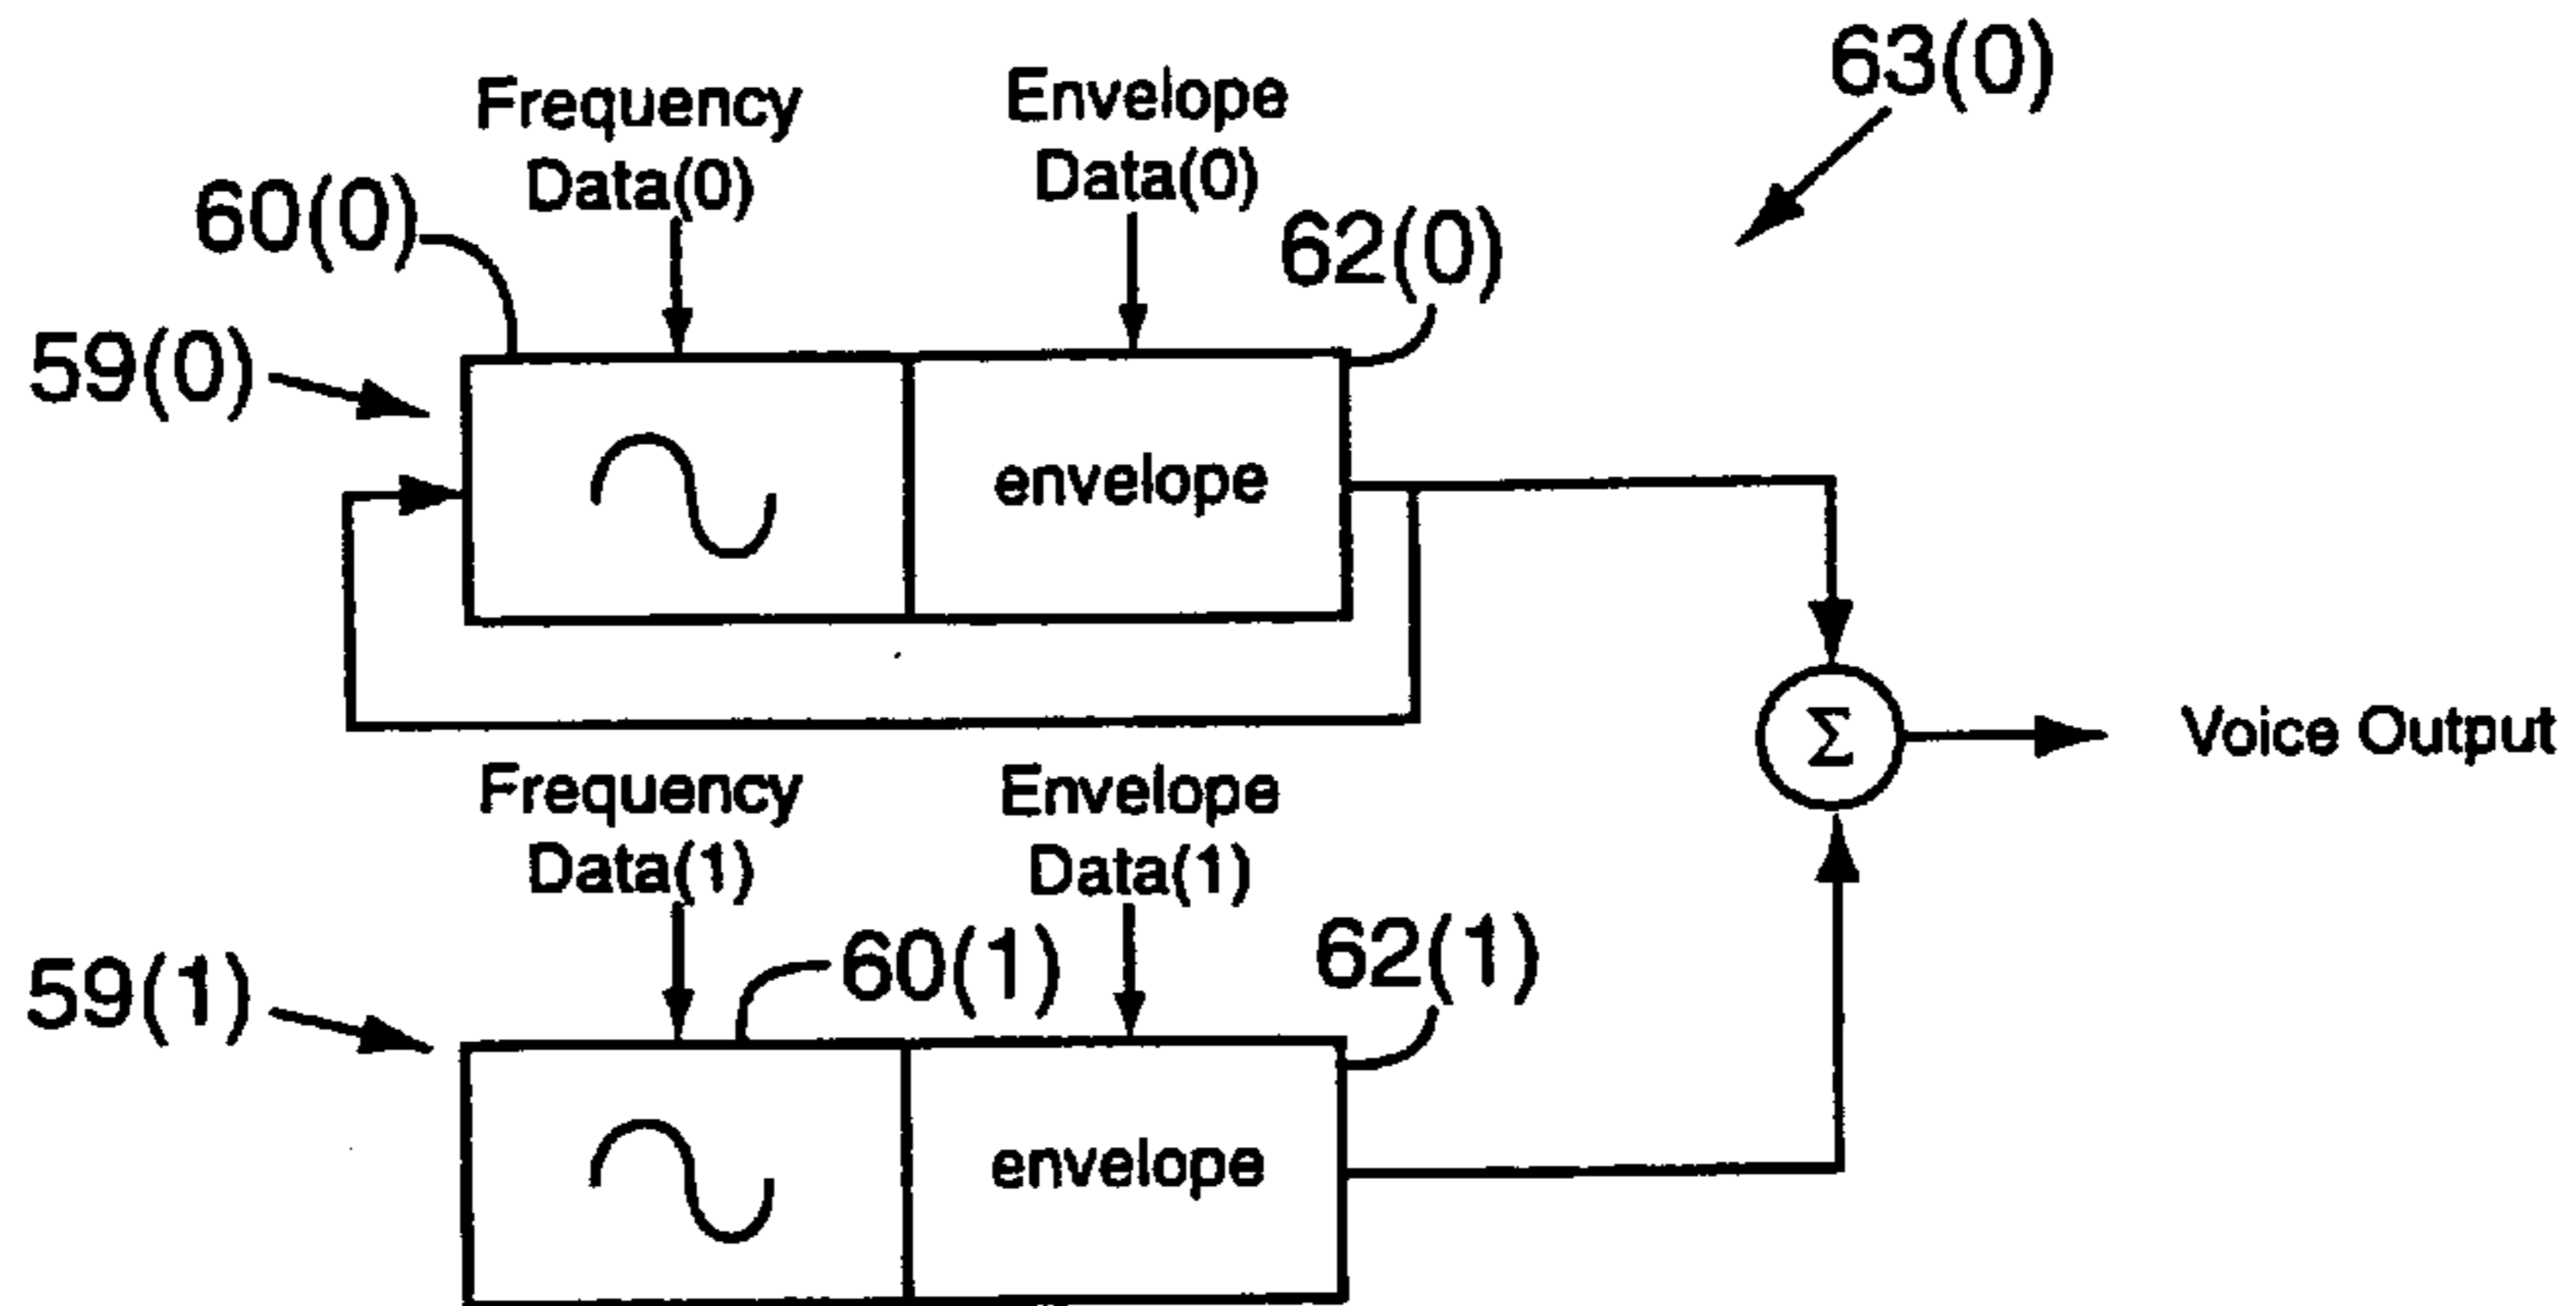 63(0)
Frequency
Data(0)
Envelope
Data(0)
60(0)
62(0)
59(0)
envelope
Σ
Voice Output
Frequency
Data(1)
Envelope
Data(1)
60(1)
62(1)
59(1)
envelope